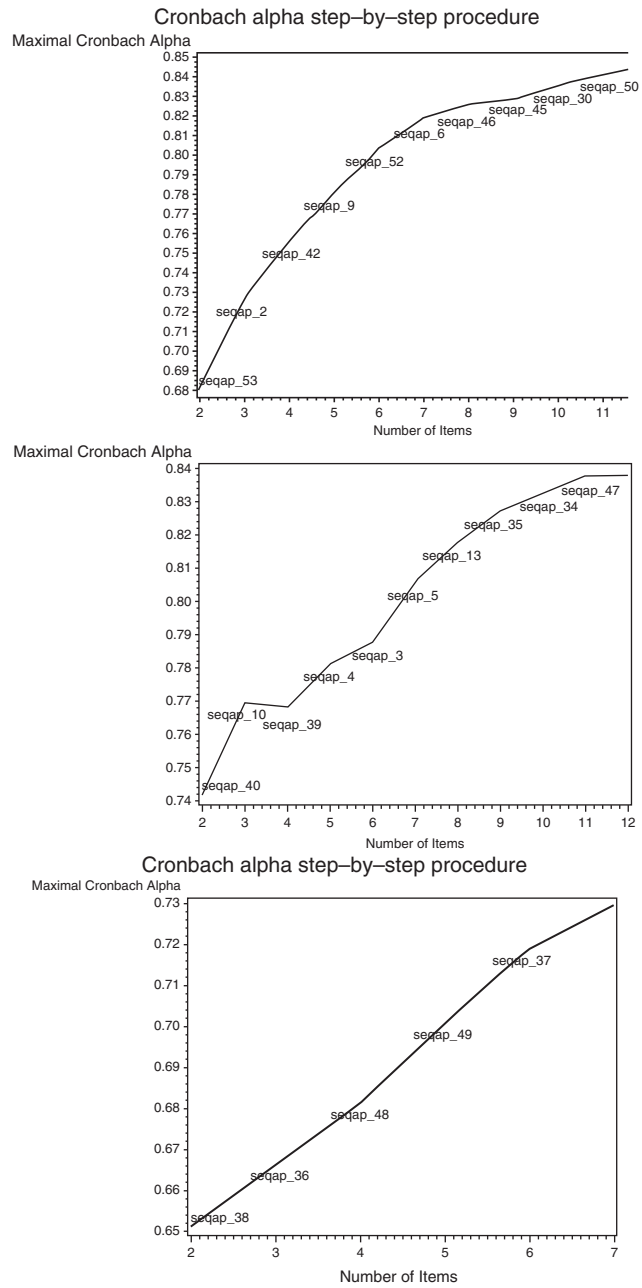 Cronbach alpha step–by–step procedure
Maximal Cronbach Alpha
0.85
0.84
0.83
0.82
0.81
0.80
0.79
0.78
0.77
0.76
0.75
0.74
0.73
0.72
0.71
0.70
0.69
0.68
seqap_50
seqap_30
seqap_45
seqap_46
seqap_6
seqap_52
seqap_9
seqap_42
seqap_2
seqap_53
2 3 4 5 6 7 8 9 10 11
Number of Items
Maximal Cronbach Alpha
0.84
0.83
0.82
0.81
0.80
0.79
0.78
0.77
0.76
0.75
0.74
seqap_47
seqap_34
seqap_35
seqap_13
seqap_5
seqap_3
seqap_4
seqap_10
seqap_39
seqap_40
2 3 4 5 6 7 8 9 10 11 12
Number of Items
Cronbach alpha step–by–step procedure
Maximal Cronbach Alpha
0.73
0.72
0.71
0.70
0.69
0.68
0.67
0.66
0.65
seqap_37
seqap_49
seqap_48
seqap_36
seqap_38
2 3 4 5 6 7
Number of Items